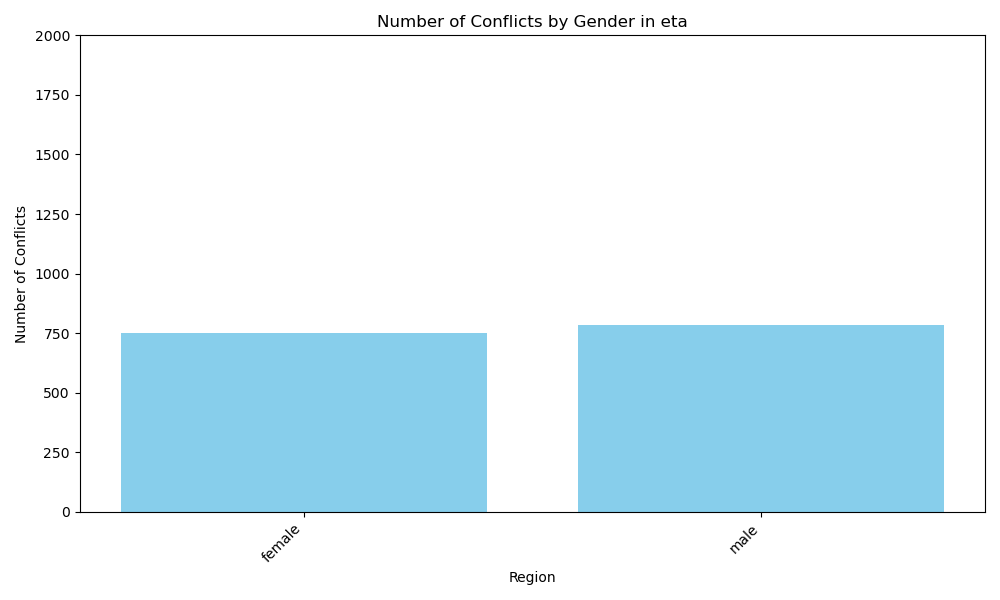 Number of Conflicts by Gender in eta
2000
1750
1500
1250
1000
750
500
250
0
Number of Conflicts
female
male
Region